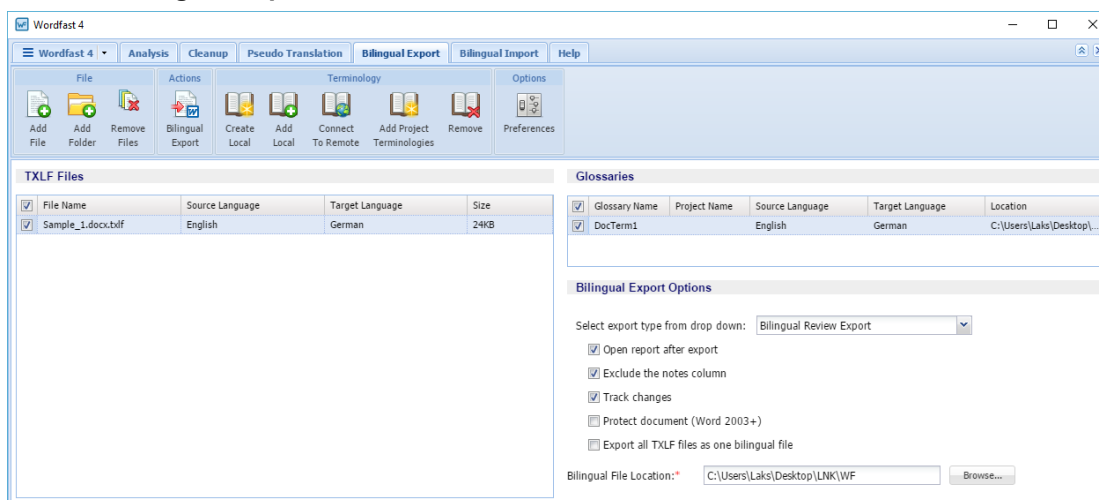 Wordfast 4
Wordfast 4 Analysis Cleanup Pseudo Translation Bilingual Export Bilingual Import Help
File Actions Terminology Options
Add File Add Folder Remove Files Bilingual Export Create Local Add Local Connect To Remote Add Project Terminologies Remove Preferences
TXLF Files
File Name Source Language Target Language Size
Sample_1.docx.txlf English German 24KB
Glossaries
Glossary Name Project Name Source Language Target Language Location
DocTerm1 English German C:\Users\Laks\Desktop\...
Bilingual Export Options
Select export type from drop down: Bilingual Review Export
Open report after export
Exclude the notes column
Track changes
Protect document (Word 2003+)
Export all TXLF files as one bilingual file
Bilingual File Location:* C:\Users\Laks\Desktop\LNK\WF Browse...